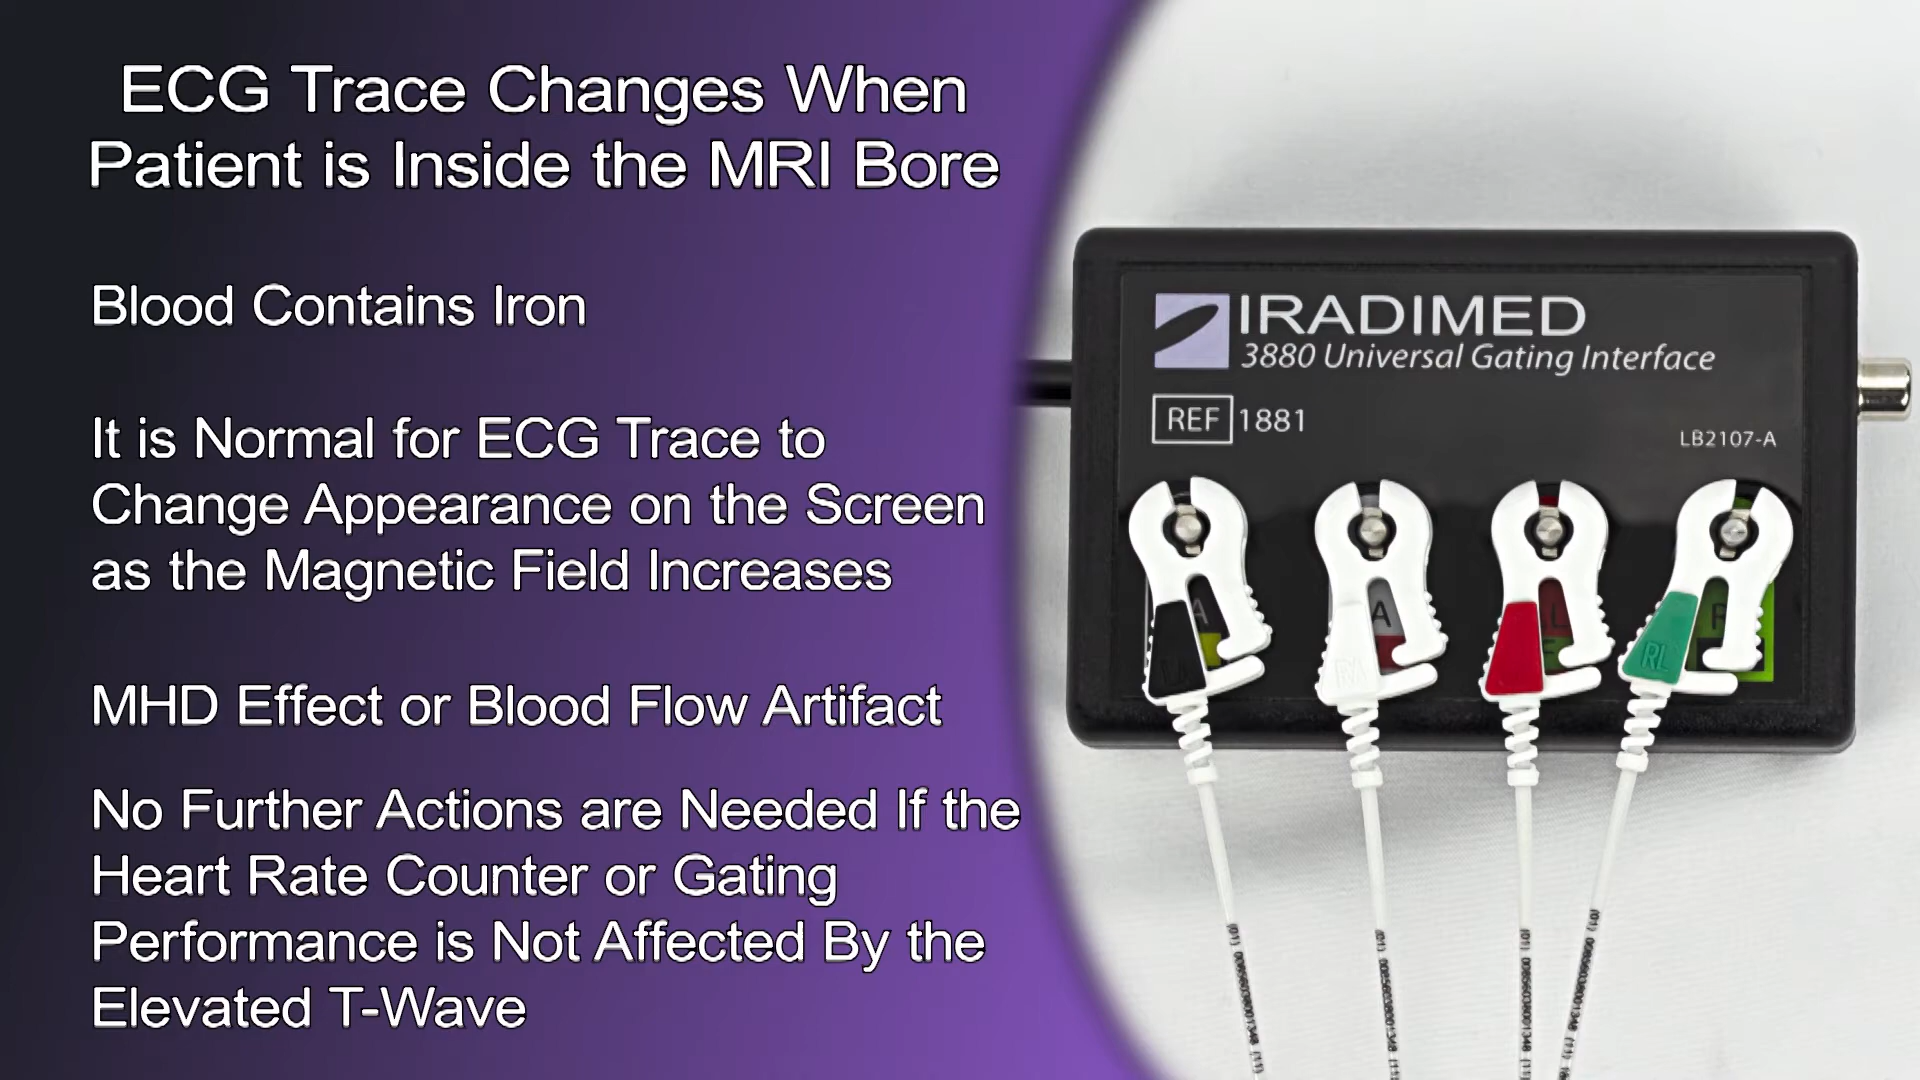 ECG Trace Changes When
Patient is Inside the MRI Bore
Blood Contains Iron
It is Normal for ECG Trace to
Change Appearance on the Screen
as the Magnetic Field Increases
MHD Effect or Blood Flow Artifact
No Further Actions are Needed If the
Heart Rate Counter or Gating
Performance is Not Affected By the
Elevated T-Wave
IRADIMED
3880 Universal Gating Interface
REF 1881
LB2107-A
RA
RL